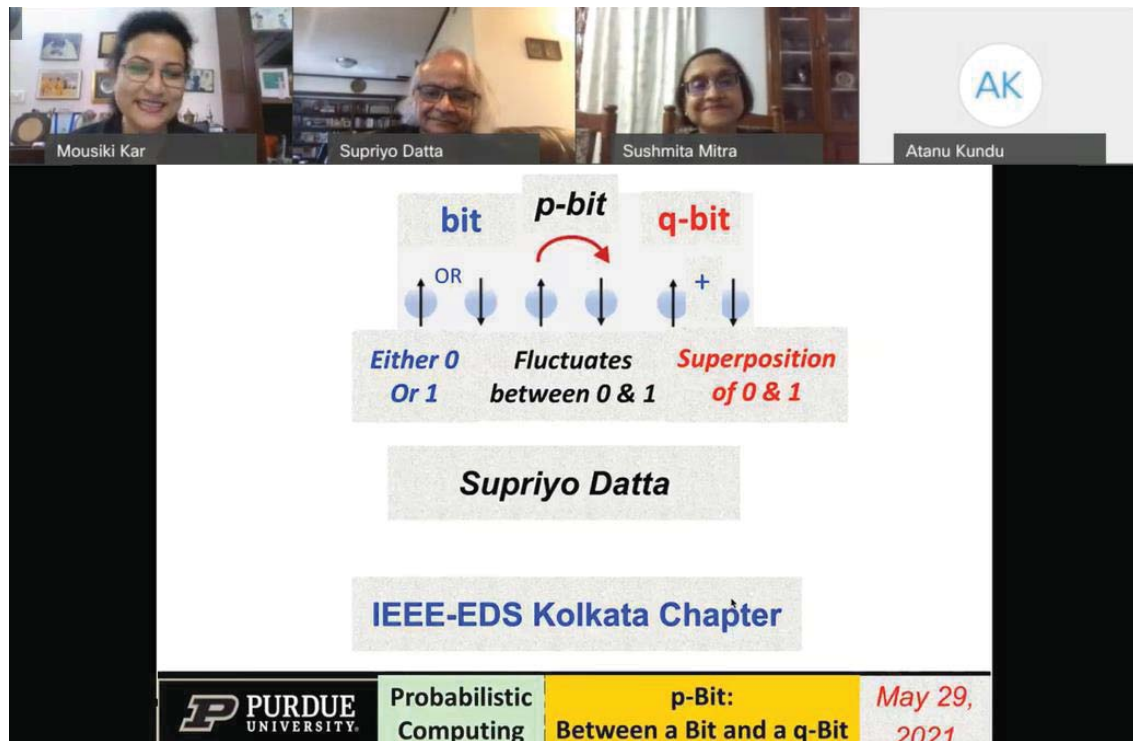 AK
Mousiki Kar
Supriyo Datta
Sushmita Mitra
Atanu Kundu
bit
p-bit
q-bit
OR
+
Either 0
Or 1
Fluctuates
between 0 & 1
Superposition
of 0 & 1
Supriyo Datta
IEEE-EDS Kolkata Chapter
PURDUE
UNIVERSITY®
Probabilistic
Computing
p-Bit:
Between a Bit and a q-Bit
May 29,
2021